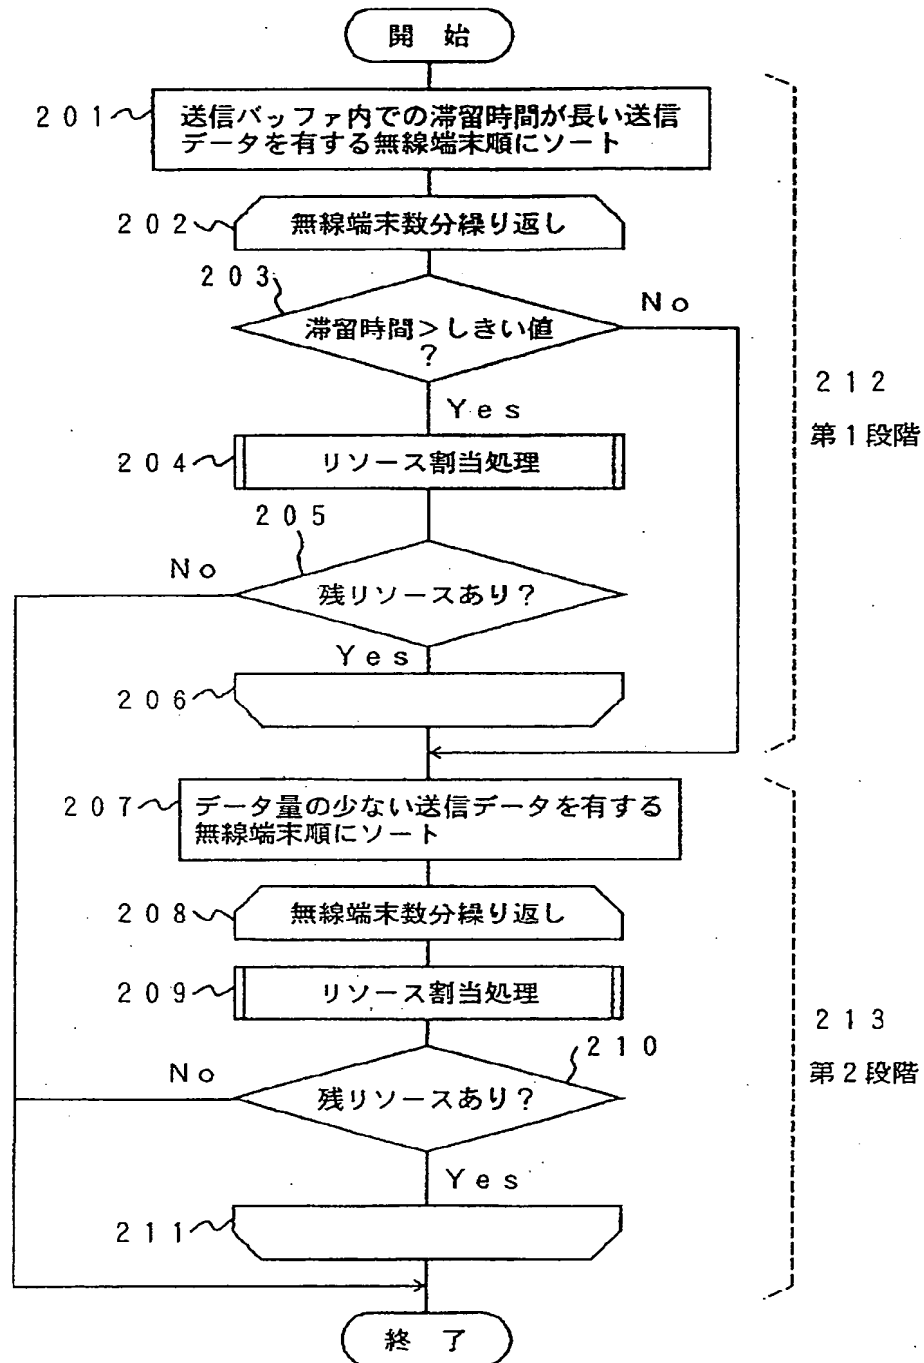 開 始
201
送信バッファ内での滞留時間が長い送信
データを有する無線端末順にソート
202
無線端末数分繰り返し
203
No
滞留時間>しきい値
?
Yes
212
第1段階
204
リソース割当処理
205
No
残リソースあり?
Yes
206
207
データ量の少ない送信データを有する
無線端末順にソート
208
無線端末数分繰り返し
209
リソース割当処理
213
第2段階
210
No
残リソースあり?
Yes
211
終 了